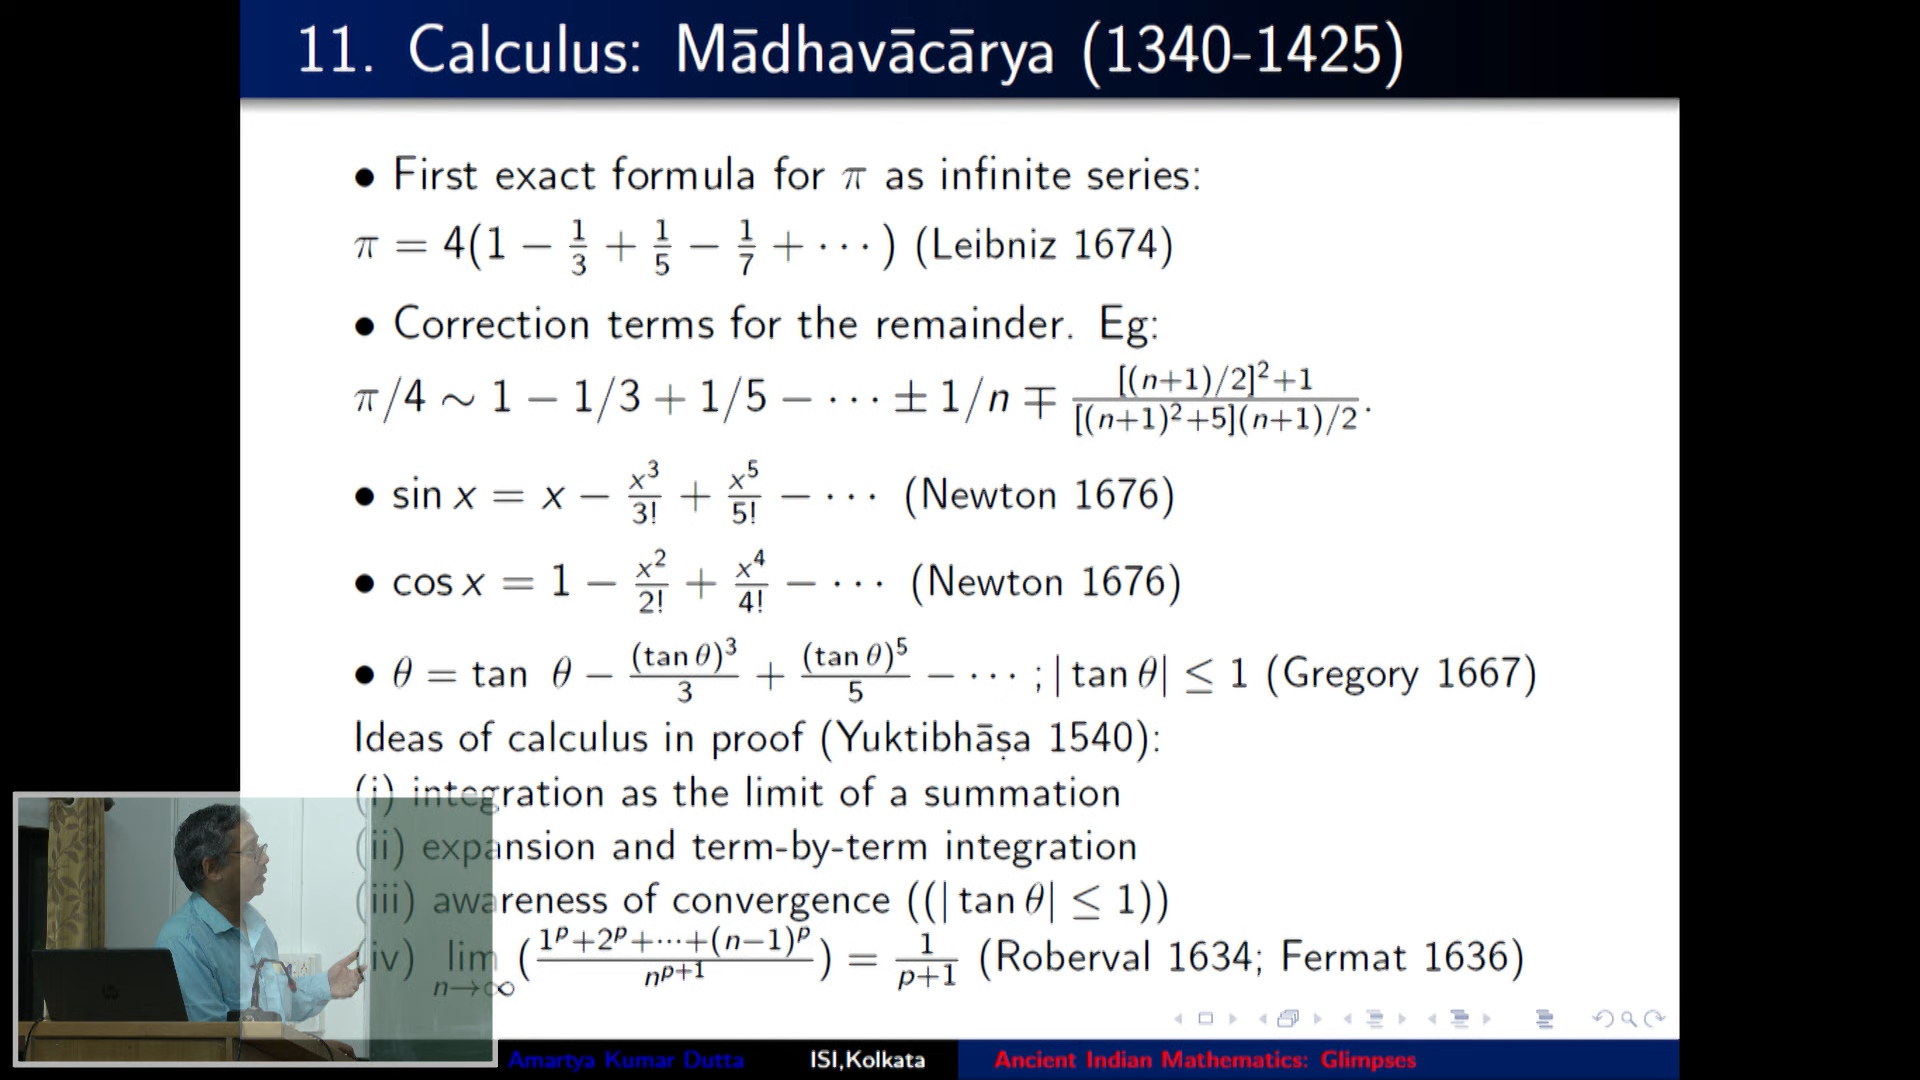 11. Calculus: Mādhavācārya (1340-1425)
• First exact formula for π as infinite series:
π = 4(1 − 1/3 + 1/5 − 1/7 + ···) (Leibniz 1674)
• Correction terms for the remainder. Eg:
π/4 ∼ 1 − 1/3 + 1/5 − ··· ± 1/n ∓ [(n+1)/2]²+1 / [(n+1)²+5](n+1)/2.
• sin x = x − x³/3! + x⁵/5! − ··· (Newton 1676)
• cos x = 1 − x²/2! + x⁴/4! − ··· (Newton 1676)
• θ = tan θ − (tan θ)³/3 + (tan θ)⁵/5 − ··· ; | tan θ| ≤ 1 (Gregory 1667)
Ideas of calculus in proof (Yuktibhāṣa 1540):
(i) integration as the limit of a summation
(ii) expansion and term-by-term integration
(iii) awareness of convergence ((| tan θ| ≤ 1))
(iv) lim n→∞ (1ᵖ+2ᵖ+···+(n−1)ᵖ / nᵖ⁺¹) = 1/p+1 (Roberval 1634; Fermat 1636)
Amartya Kumar Dutta ISI,Kolkata Ancient Indian Mathematics: Glimpses